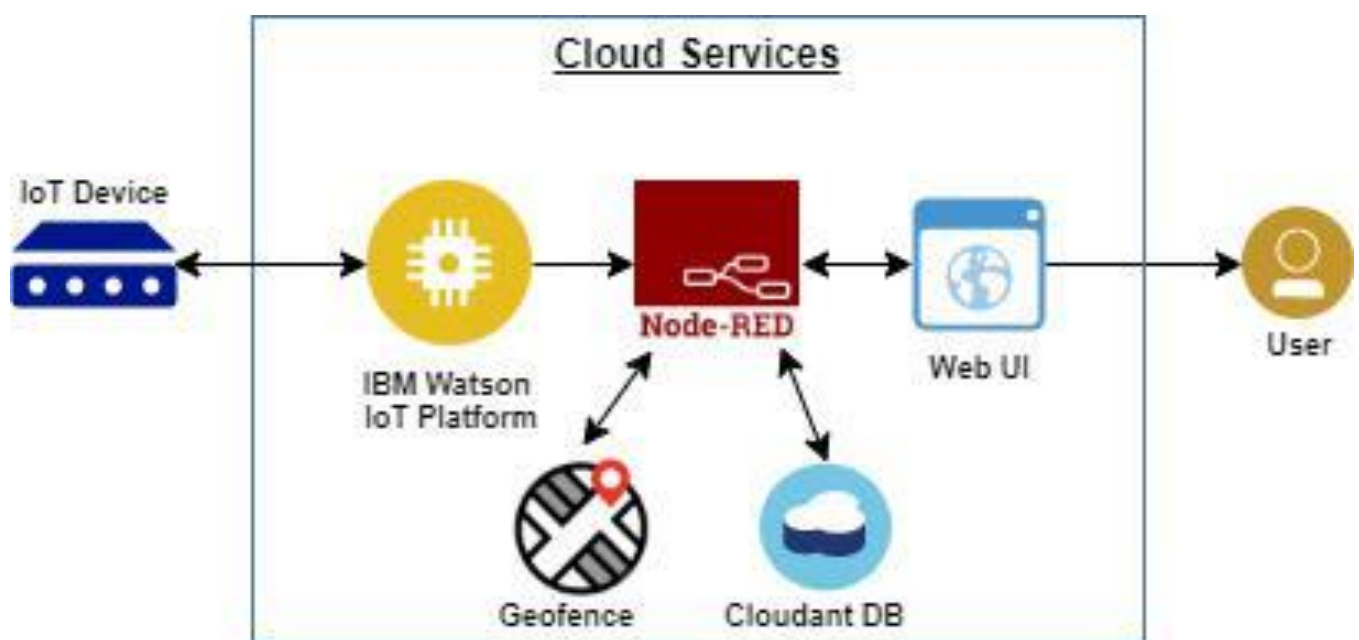 Cloud Services
IoT Device
Node-RED
IBM Watson
IoT Platform
Web UI
User
Geofence
Cloudant DB